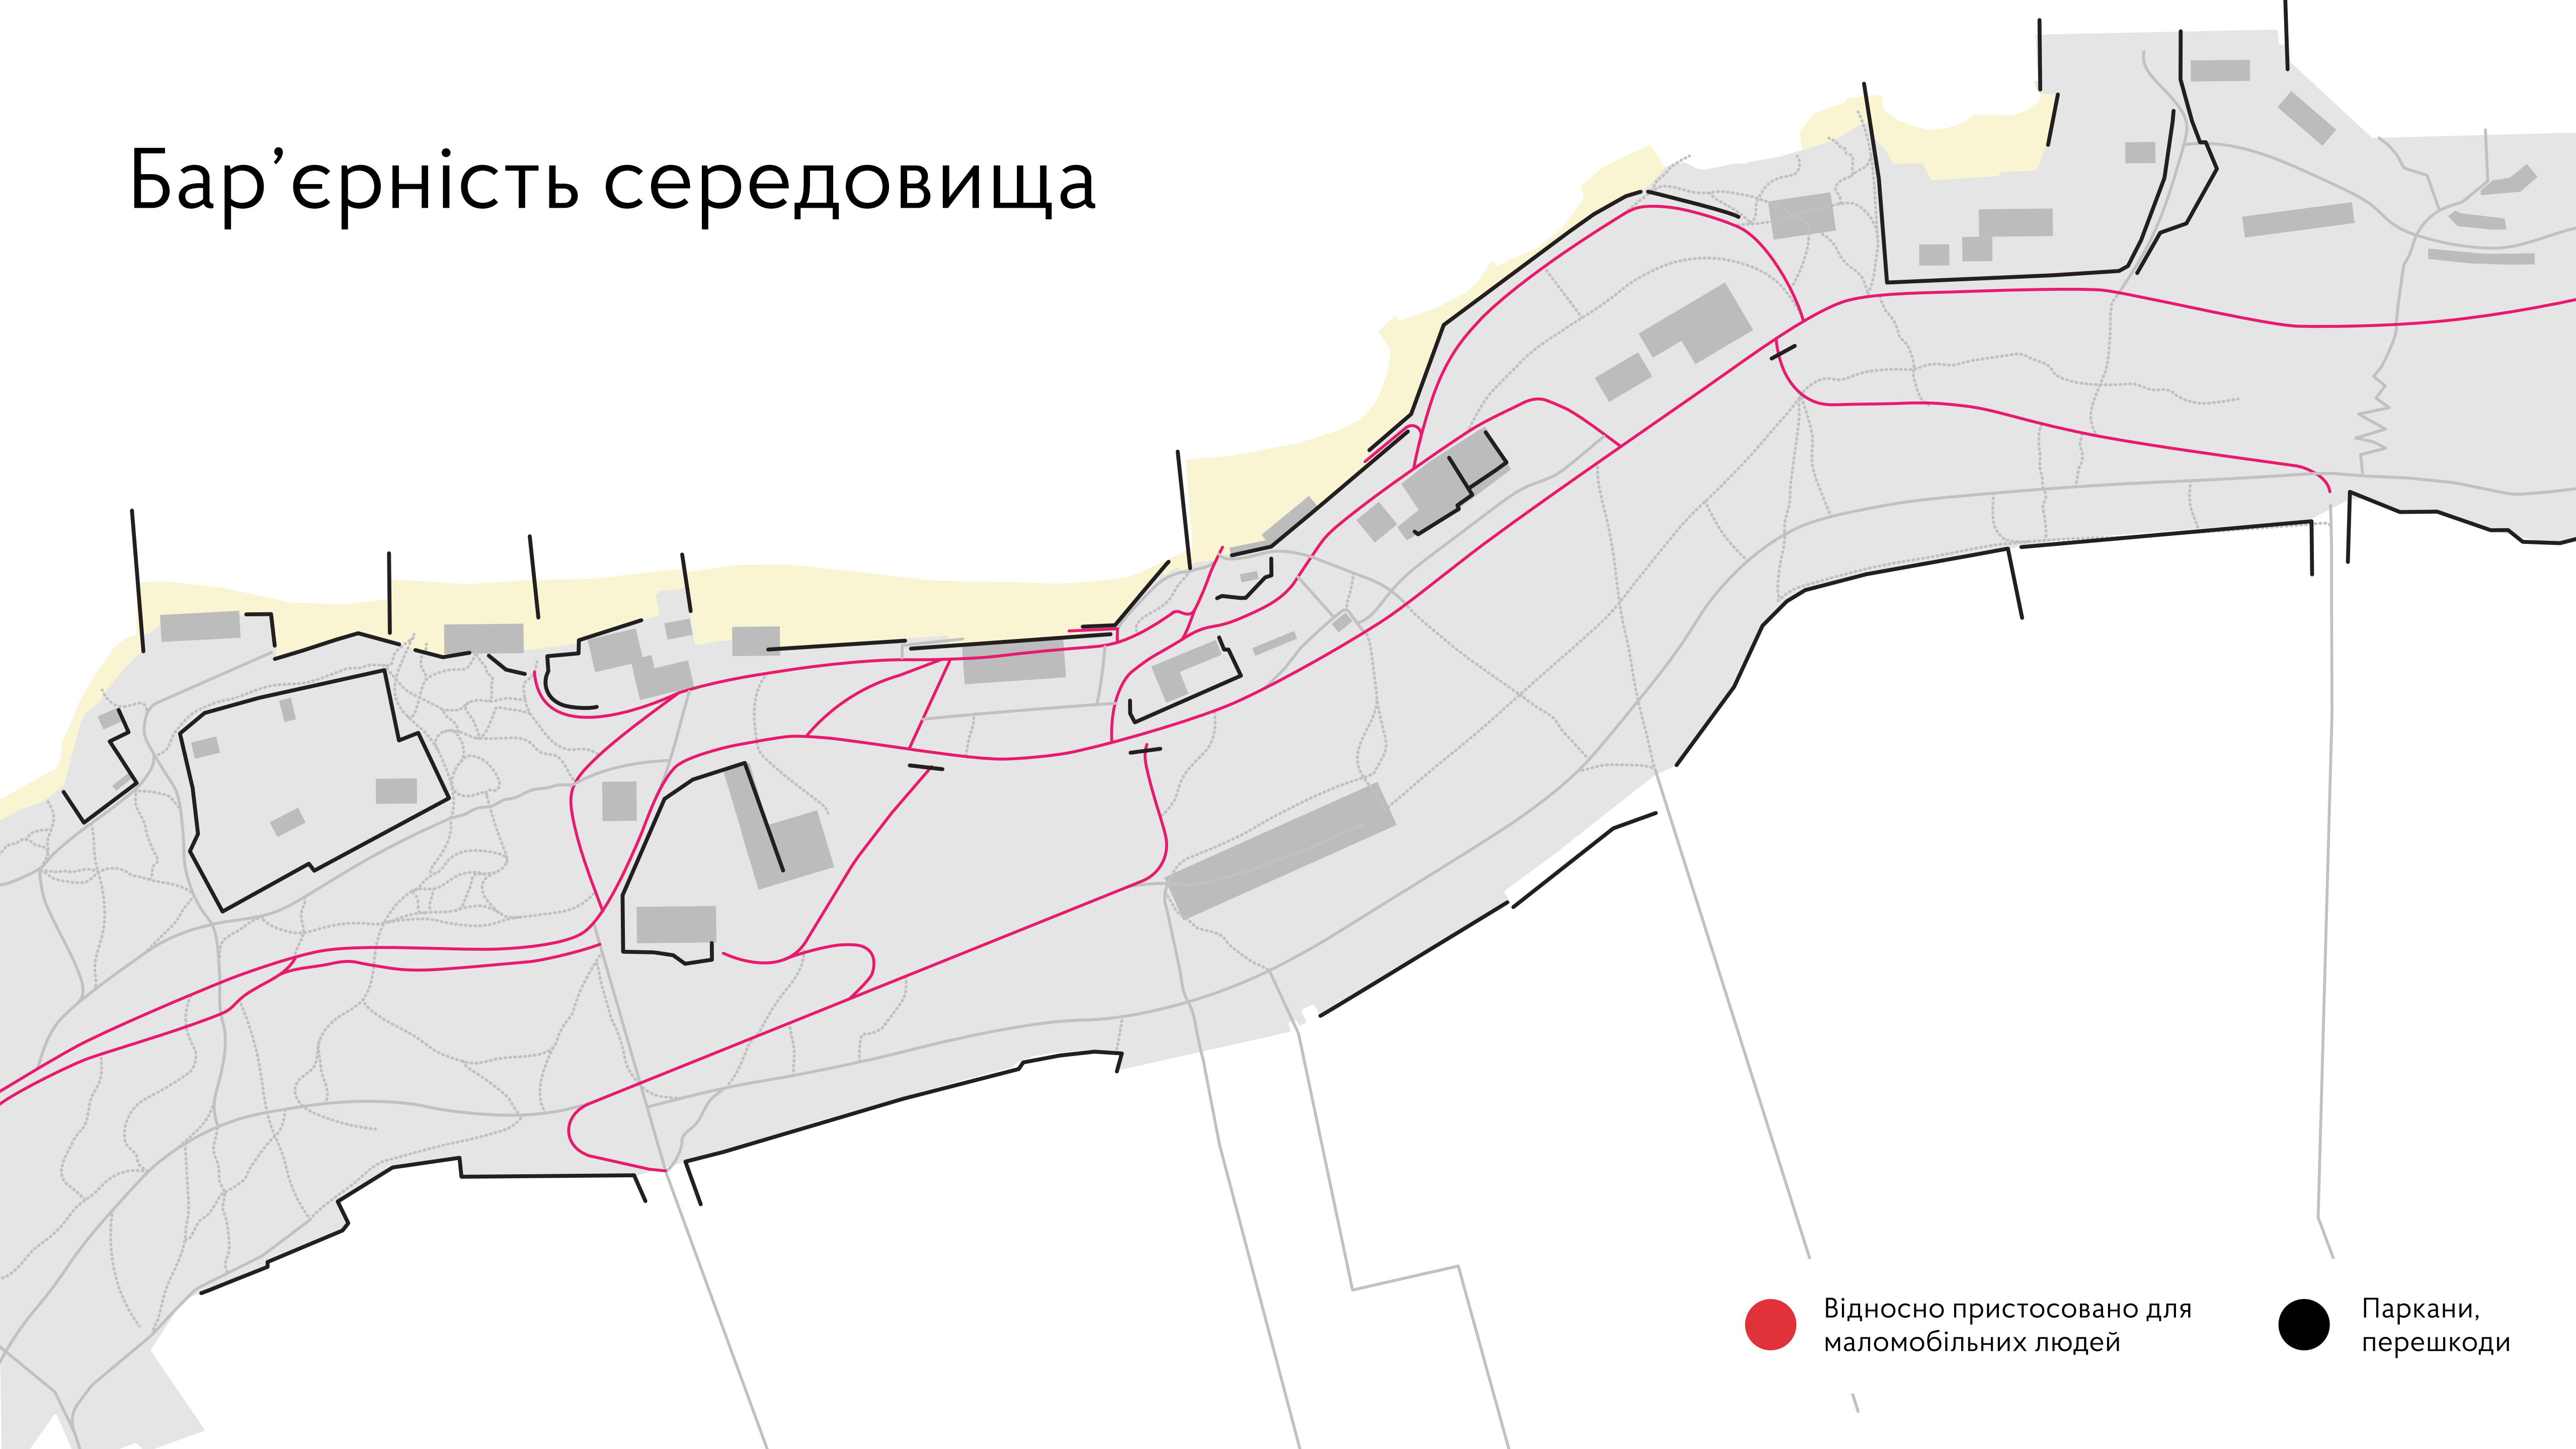 Бар’єрність середовища
Відносно пристосовано для
маломобільних людей
Паркани,
перешкоди